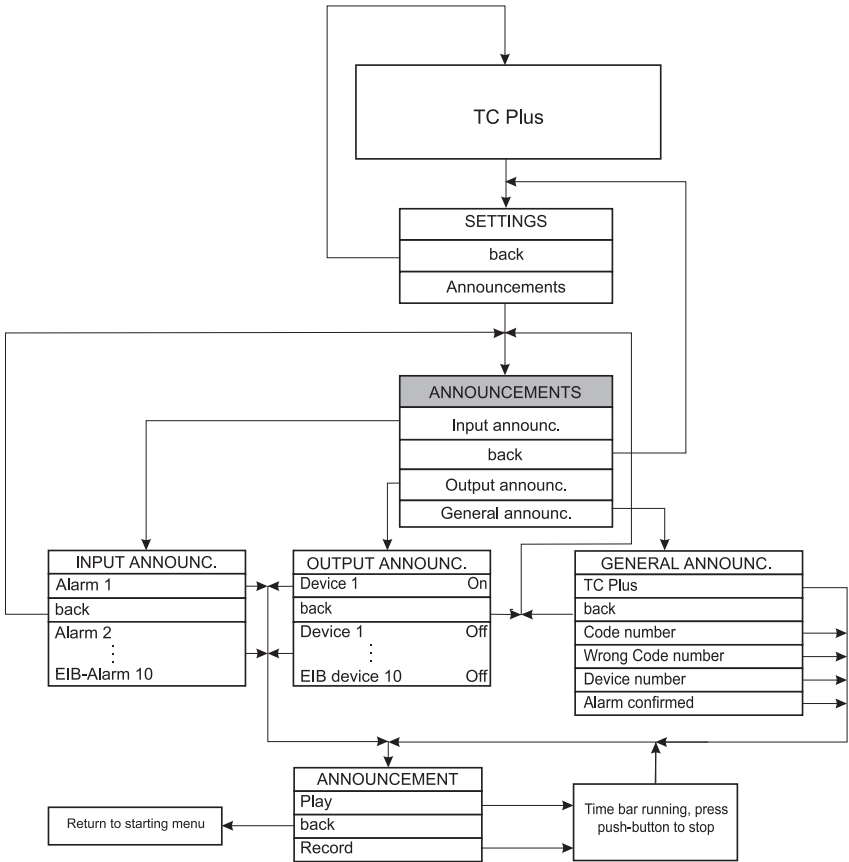 TC Plus
SETTINGS
back
Announcements
ANNOUNCEMENTS
Input announc.
back
Output announc.
General announc.
INPUT ANNOUNC.
Alarm 1
back
Alarm 2
⋮
EIB-Alarm 10
OUTPUT ANNOUNC.
Device 1 On
back
Device 1 Off
⋮
EIB device 10 Off
GENERAL ANNOUNC.
TC Plus
back
Code number
Wrong Code number
Device number
Alarm confirmed
ANNOUNCEMENT
Play
back
Record
Return to starting menu
Time bar running, press
push-button to stop